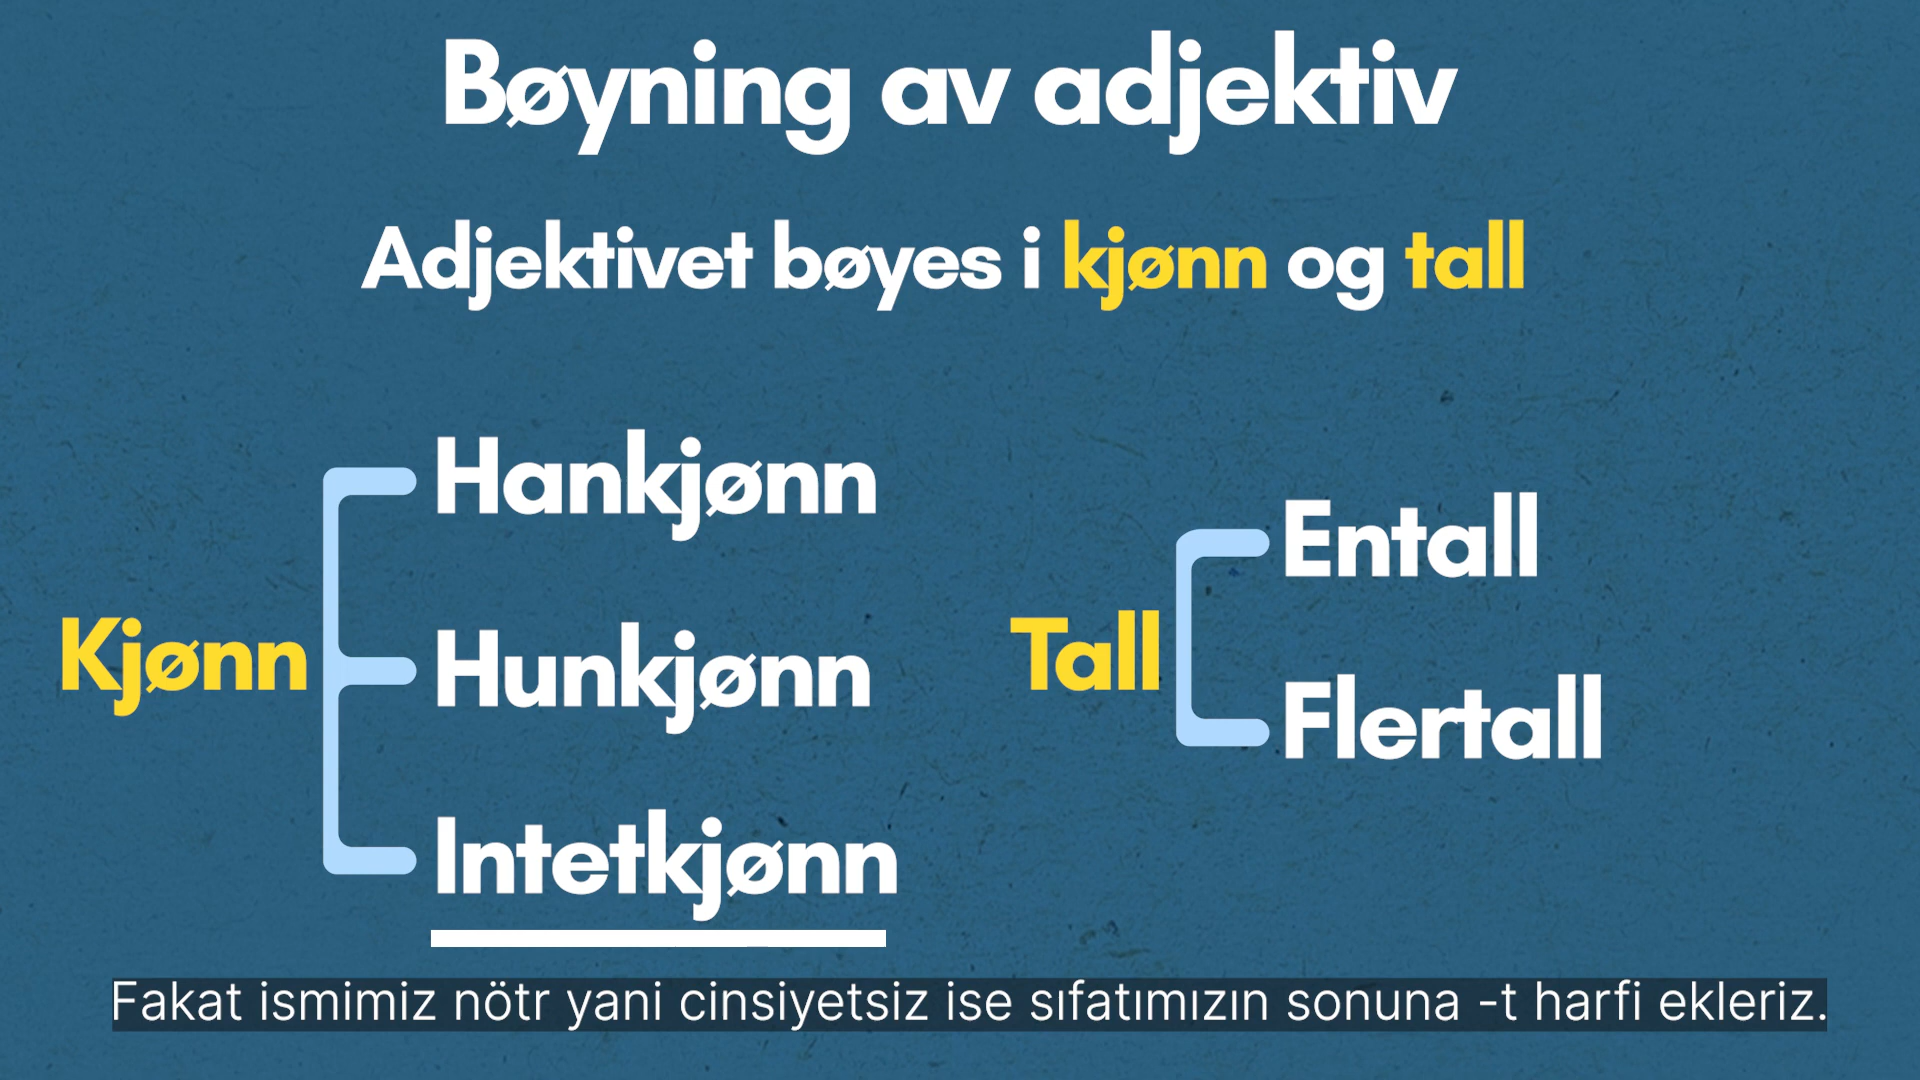 Bøyning av adjektiv
Adjektivet bøyes i kjønn og tall
Kjønn
Hankjønn
Hunkjønn
Intetkjønn
Tall
Entall
Flertall
Fakat ismimiz nötr yani cinsiyetsiz ise sıfatımızın sonuna -t harfi ekleriz.